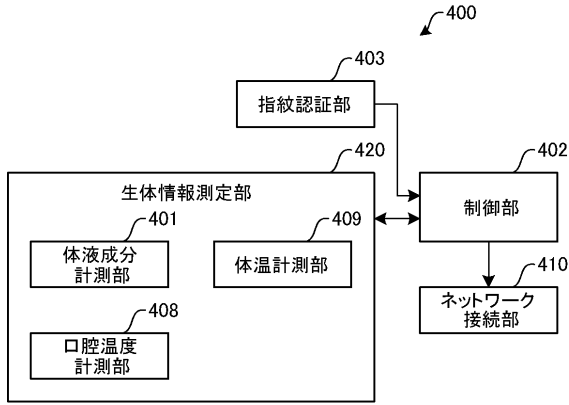 400
403
指紋認証部
420
生体情報測定部
402
制御部
401
体液成分
計測部
409
体温計測部
410
ネットワーク
接続部
408
口腔温度
計測部